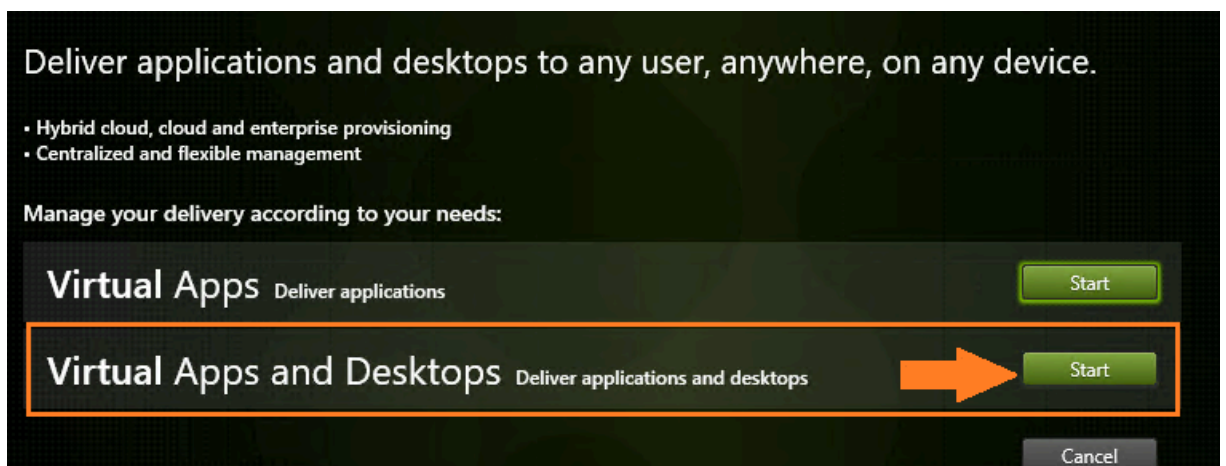 Deliver applications and desktops to any user, anywhere, on any device.
• Hybrid cloud, cloud and enterprise provisioning
• Centralized and flexible management
Manage your delivery according to your needs:
Virtual Apps Deliver applications Start
Virtual Apps and Desktops Deliver applications and desktops Start
Cancel